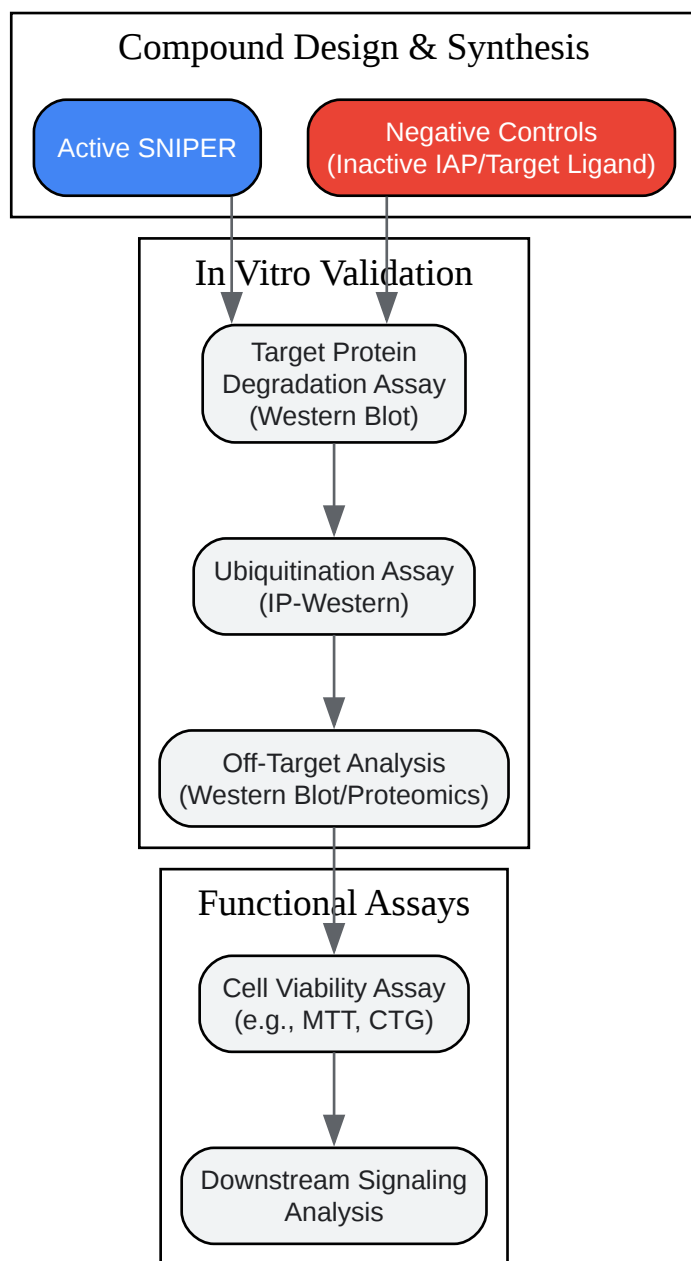 Compound Design & Synthesis
Active SNIPER
Negative Controls
(Inactive IAP/Target Ligand)
In Vitro Validation
Target Protein
Degradation Assay
(Western Blot)
Ubiquitination Assay
(IP-Western)
Off-Target Analysis
(Western Blot/Proteomics)
Functional Assays
Cell Viability Assay
(e.g., MTT, CTG)
Downstream Signaling
Analysis